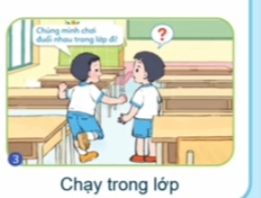 Chúng mình chơi
đuổi nhau trong lớp đi!
?
3
Chạy trong lớp